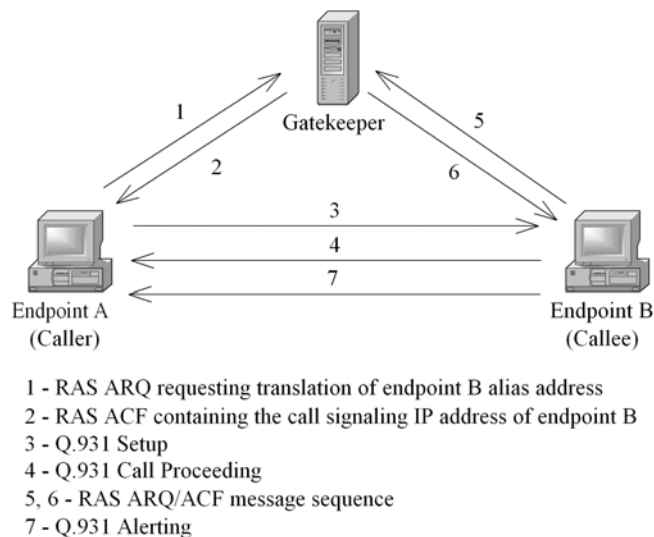 Gatekeeper
1
2
5
6
3
4
7
Endpoint A
(Caller)
Endpoint B
(Callee)
1 - RAS ARQ requesting translation of endpoint B alias address
2 - RAS ACF containing the call signaling IP address of endpoint B
3 - Q.931 Setup
4 - Q.931 Call Proceeding
5, 6 - RAS ARQ/ACF message sequence
7 - Q.931 Alerting